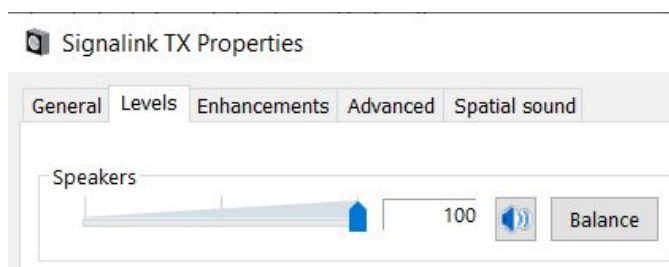 Signalink TX Properties
General Levels Enhancements Advanced Spatial sound
Speakers
100 Balance